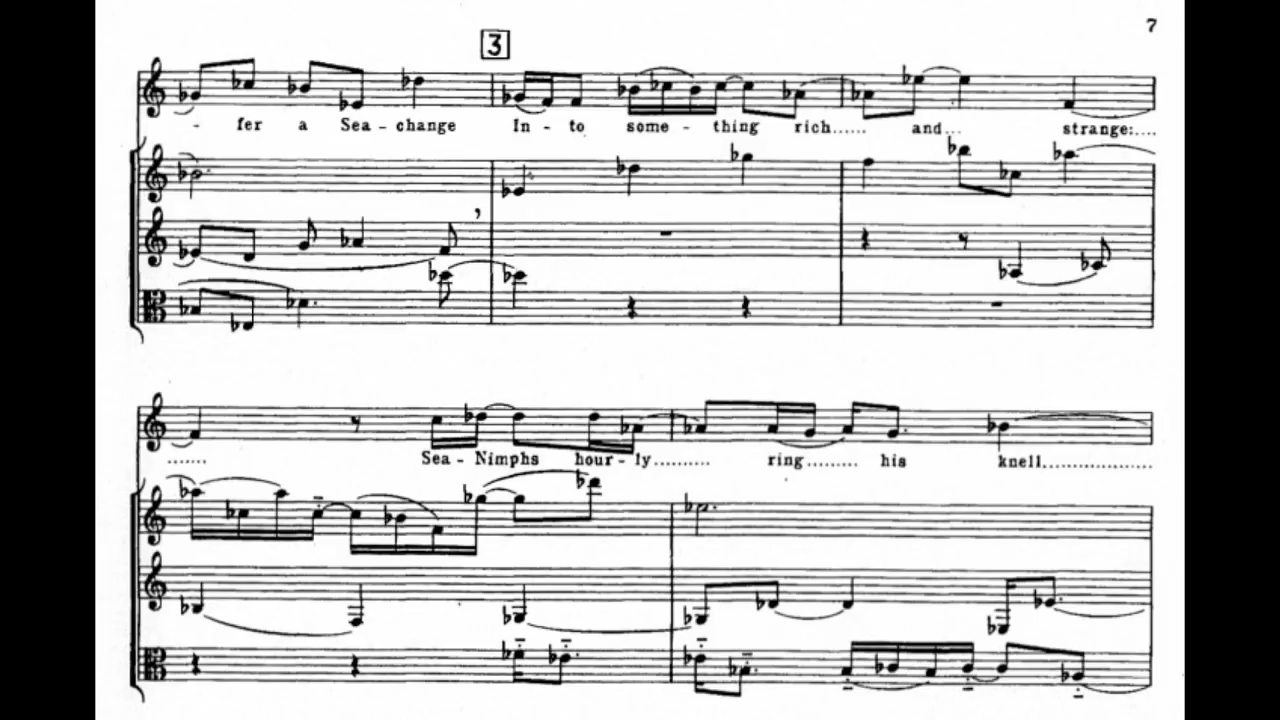 7
3
- fer a Sea - change In - to some - thing rich...... and... strange:....
....... Sea - Nimphs hour - ly.......... ring......... his knell...................